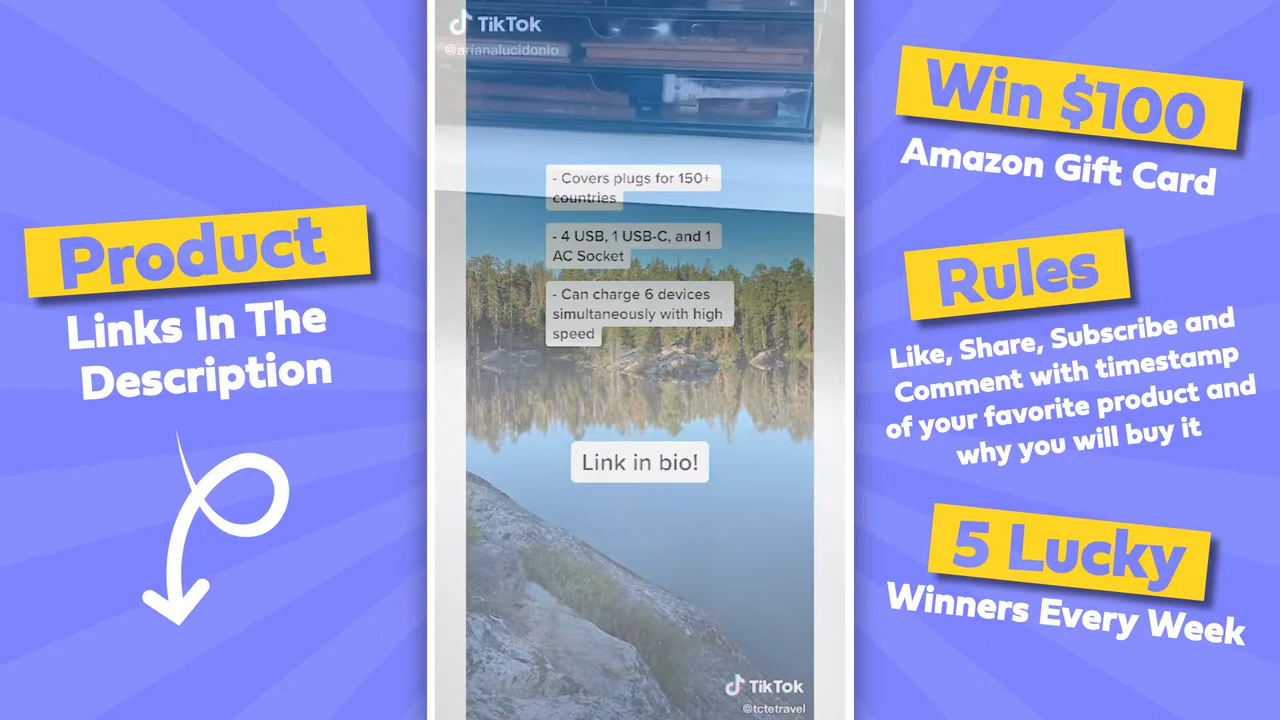 Product
Links In The
Description
TikTok
@arianalucidonio
- Covers plugs for 150+
countries
- 4 USB, 1 USB-C, and 1
AC Socket
- Can charge 6 devices
simultaneously with high
speed
Link in bio!
TikTok
@tctetravel
Win $100
Amazon Gift Card
Rules
Like, Share, Subscribe and
Comment with timestamp
of your favorite product and
why you will buy it
5 Lucky
Winners Every Week